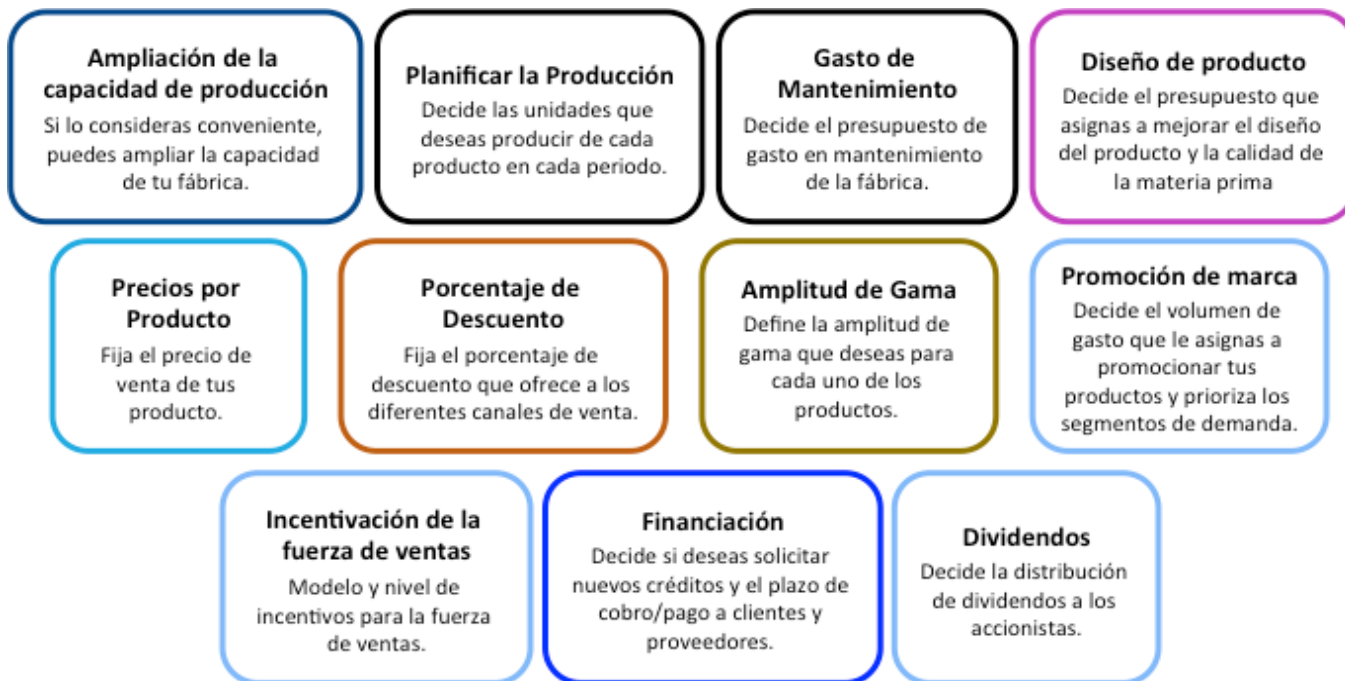 Ampliación de la
capacidad de producción
Si lo consideras conveniente,
puedes ampliar la capacidad
de tu fábrica.
Planificar la Producción
Decide las unidades que
deseas producir de cada
producto en cada periodo.
Gasto de
Mantenimiento
Decide el presupuesto de
gasto en mantenimiento
de la fábrica.
Diseño de producto
Decide el presupuesto que
asignas a mejorar el diseño
del producto y la calidad de
la materia prima
Precios por
Producto
Fija el precio de
venta de tus
producto.
Porcentaje de
Descuento
Fija el porcentaje de
descuento que ofrece a los
diferentes canales de venta.
Amplitud de Gama
Define la amplitud de
gama que deseas para
cada uno de los
productos.
Promoción de marca
Decide el volumen de
gasto que le asignas a
promocionar tus
productos y prioriza los
segmentos de demanda.
Incentivación de la
fuerza de ventas
Modelo y nivel de
incentivos para la fuerza
de ventas.
Financiación
Decide si deseas solicitar
nuevos créditos y el plazo de
cobro/pago a clientes y
proveedores.
Dividendos
Decide la distribución
de dividendos a los
accionistas.